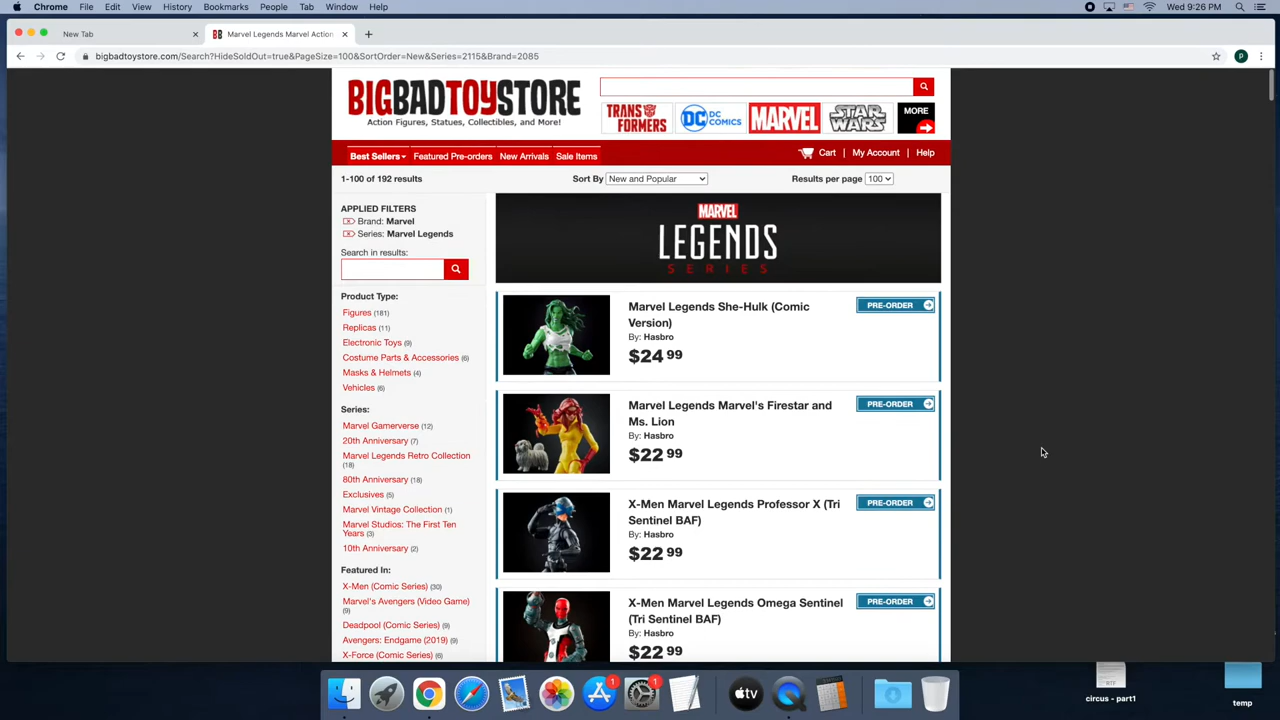 Chrome File Edit View History Bookmarks People Tab Window Help Wed 9:26 PM
New Tab Marvel Legends Marvel Action
bigbadtoystore.com/Search?HideSoldOut=true&PageSize=100&SortOrder=New&Series=2115&Brand=2085 P
BIGBADTOYSTORE
Action Figures, Statues, Collectibles, and More!
TRANSFORMERS DC COMICS MARVEL STAR WARS MORE
Best Sellers Featured Pre-orders New Arrivals Sale Items Cart | My Account | Help
1-100 of 192 results Sort By New and Popular Results per page 100
APPLIED FILTERS
Brand: Marvel
Series: Marvel Legends
Search in results:
Product Type:
Figures (181)
Replicas (11)
Electronic Toys (9)
Costume Parts & Accessories (6)
Masks & Helmets (4)
Vehicles (6)
Series:
Marvel Gamerverse (12)
20th Anniversary (7)
Marvel Legends Retro Collection
(18)
80th Anniversary (18)
Exclusives (5)
Marvel Vintage Collection (1)
Marvel Studios: The First Ten
Years (3)
10th Anniversary (2)
Featured In:
X-Men (Comic Series) (30)
Marvel's Avengers (Video Game)
(9)
Deadpool (Comic Series) (9)
Avengers: Endgame (2019) (9)
X-Force (Comic Series) (6)
MARVEL
LEGENDS
SERIES
Marvel Legends She-Hulk (Comic
Version)
By: Hasbro
$24 99
PRE-ORDER
Marvel Legends Marvel's Firestar and
Ms. Lion
By: Hasbro
$22 99
PRE-ORDER
X-Men Marvel Legends Professor X (Tri
Sentinel BAF)
By: Hasbro
$22 99
PRE-ORDER
X-Men Marvel Legends Omega Sentinel
(Tri Sentinel BAF)
By: Hasbro
$22 99
PRE-ORDER
1 1 tv
RTF
circus - part1
temp